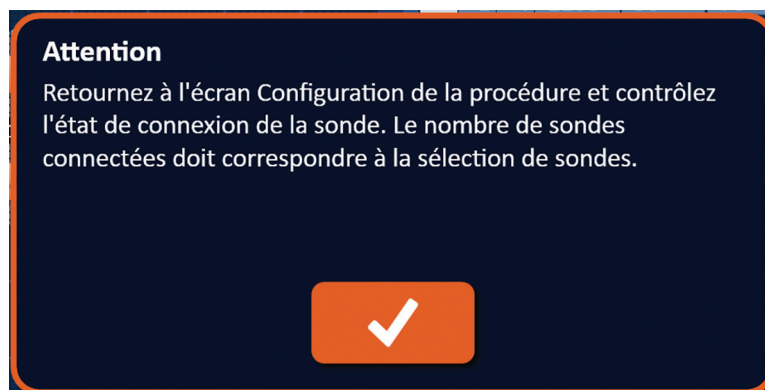 Attention
Retournez à l'écran Configuration de la procédure et contrôlez
l'état de connexion de la sonde. Le nombre de sondes
connectées doit correspondre à la sélection de sondes.